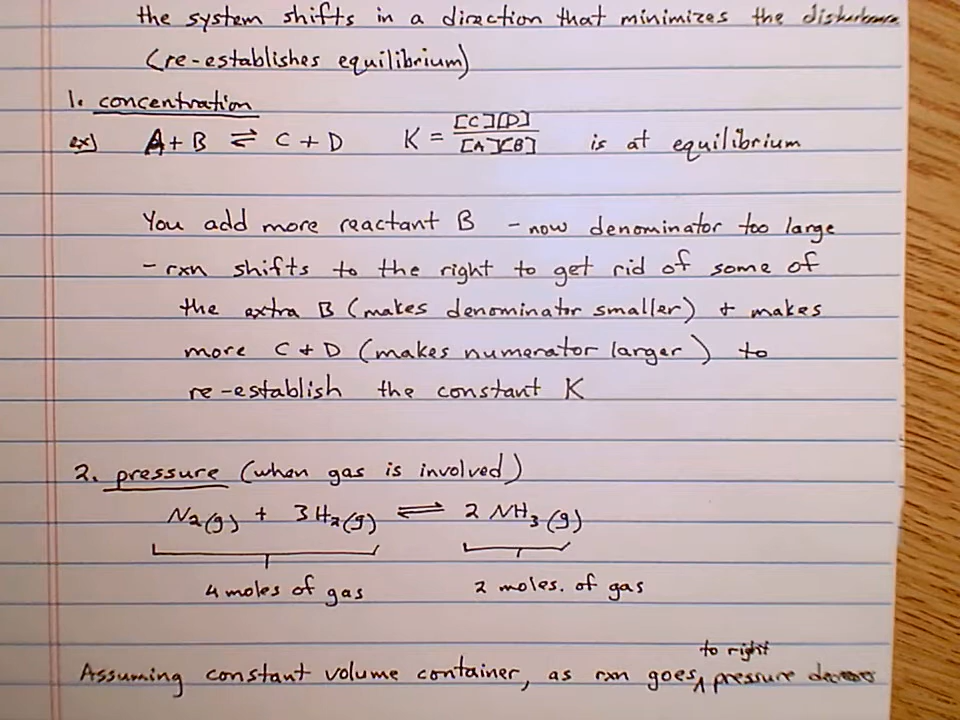 the system shifts in a direction that minimizes the disturbance
(re-establishes equilibrium)
1. concentration
ex) A + B ⇌ C + D K = [C][D] / [A][B] is at equilibrium
You add more reactant B - now denominator too large
- rxn shifts to the right to get rid of some of
the extra B (makes denominator smaller) + makes
more C + D (makes numerator larger) to
re-establish the constant K
2. pressure (when gas is involved)
N₂(g) + 3H₂(g) ⇌ 2 NH₃(g)
4 moles of gas 2 moles. of gas
to right
Assuming constant volume container, as rxn goes ∧ pressure